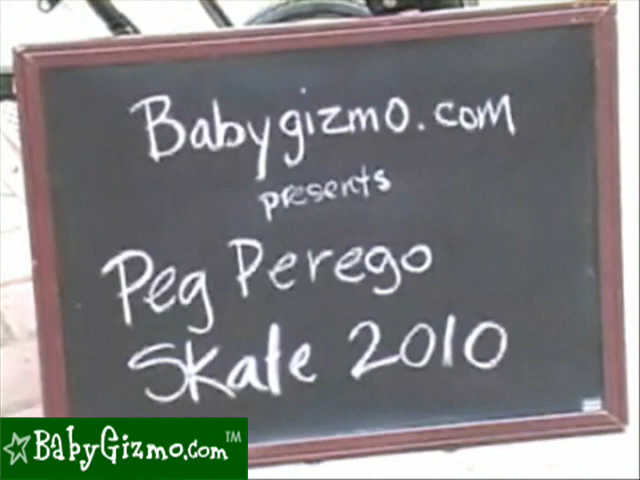 Babygizmo.com
presents
Peg Perego
Skate 2010
BabyGizmo.com™